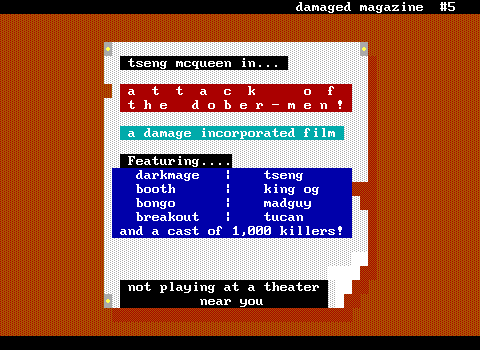 damaged magazine #5
tseng mcqueen in...
a t t a c k   o f
t h e  d o b e r - m e n !
a damage incorporated film
Featuring....
darkmage ¦ tseng
booth ¦ king og
bongo ¦ madguy
breakout ¦ tucan
and a cast of 1,000 killers!
not playing at a theater
near you